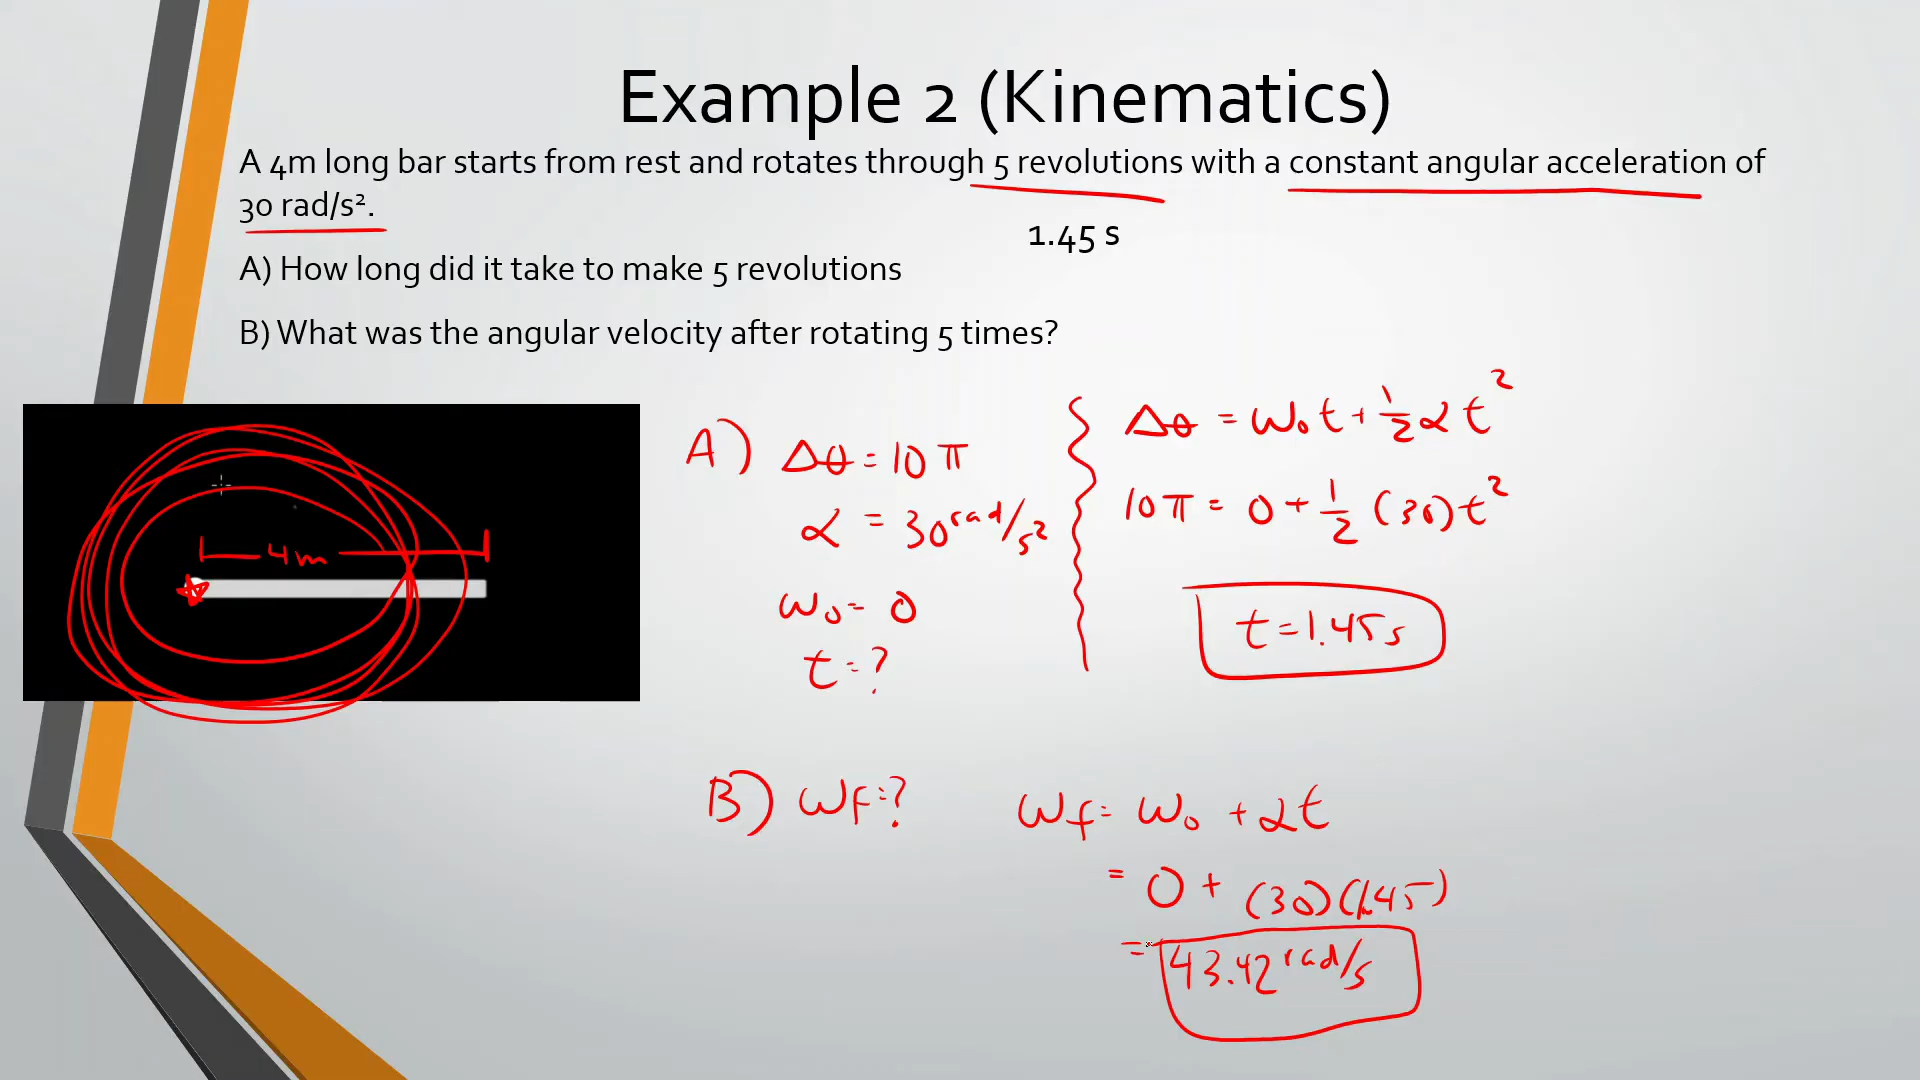 Example 2 (Kinematics)
A 4m long bar starts from rest and rotates through 5 revolutions with a constant angular acceleration of
30 rad/s².
1.45 s
A) How long did it take to make 5 revolutions
B) What was the angular velocity after rotating 5 times?
4m
A) Δθ = 10π
α = 30 rad/s²
ω₀ = 0
t = ?
Δθ = ω₀t + ½αt²
10π = 0 + ½(30)t²
t = 1.45s
B) ωf = ?
ωf = ω₀ + αt
= 0 + (30)(1.45)
= 43.42 rad/s